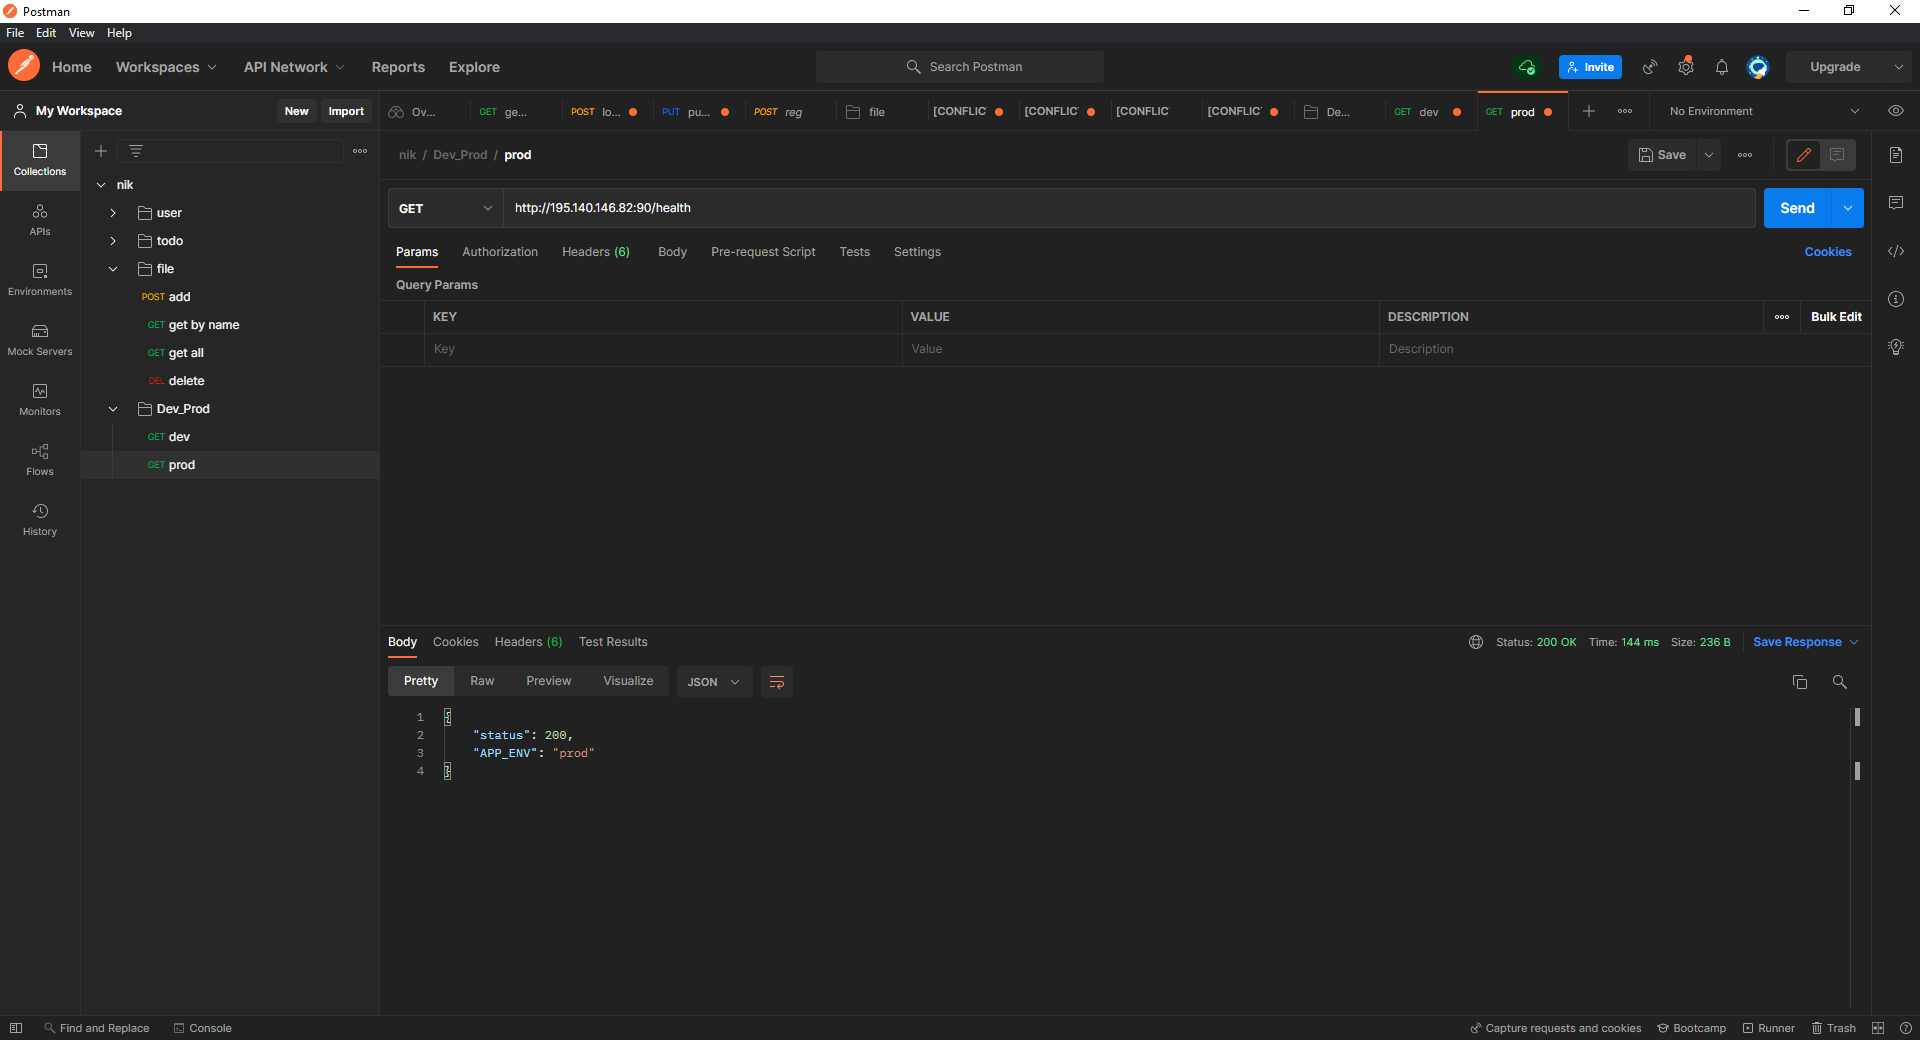 Postman
File Edit View Help
Home Workspaces API Network Reports Explore Search Postman Invite Upgrade
My Workspace New Import
Ov... GET ge... POST lo... PUT pu... POST reg file [CONFLIC [CONFLIC [CONFLIC [CONFLIC De... GET dev GET prod No Environment
nik / Dev_Prod / prod Save
Collections
APIs
Environments
Mock Servers
Monitors
Flows
History
nik
user
todo
file
POST add
GET get by name
GET get all
DEL delete
Dev_Prod
GET dev
GET prod
GET http://195.140.146.82:90/health Send
Params Authorization Headers (6) Body Pre-request Script Tests Settings Cookies
Query Params
KEY VALUE DESCRIPTION Bulk Edit
Key Value Description
Body Cookies Headers (6) Test Results Status: 200 OK Time: 144 ms Size: 236 B Save Response
Pretty Raw Preview Visualize JSON
1 {
2 "status": 200,
3 "APP_ENV": "prod"
4 }
Find and Replace Console Capture requests and cookies Bootcamp Runner Trash